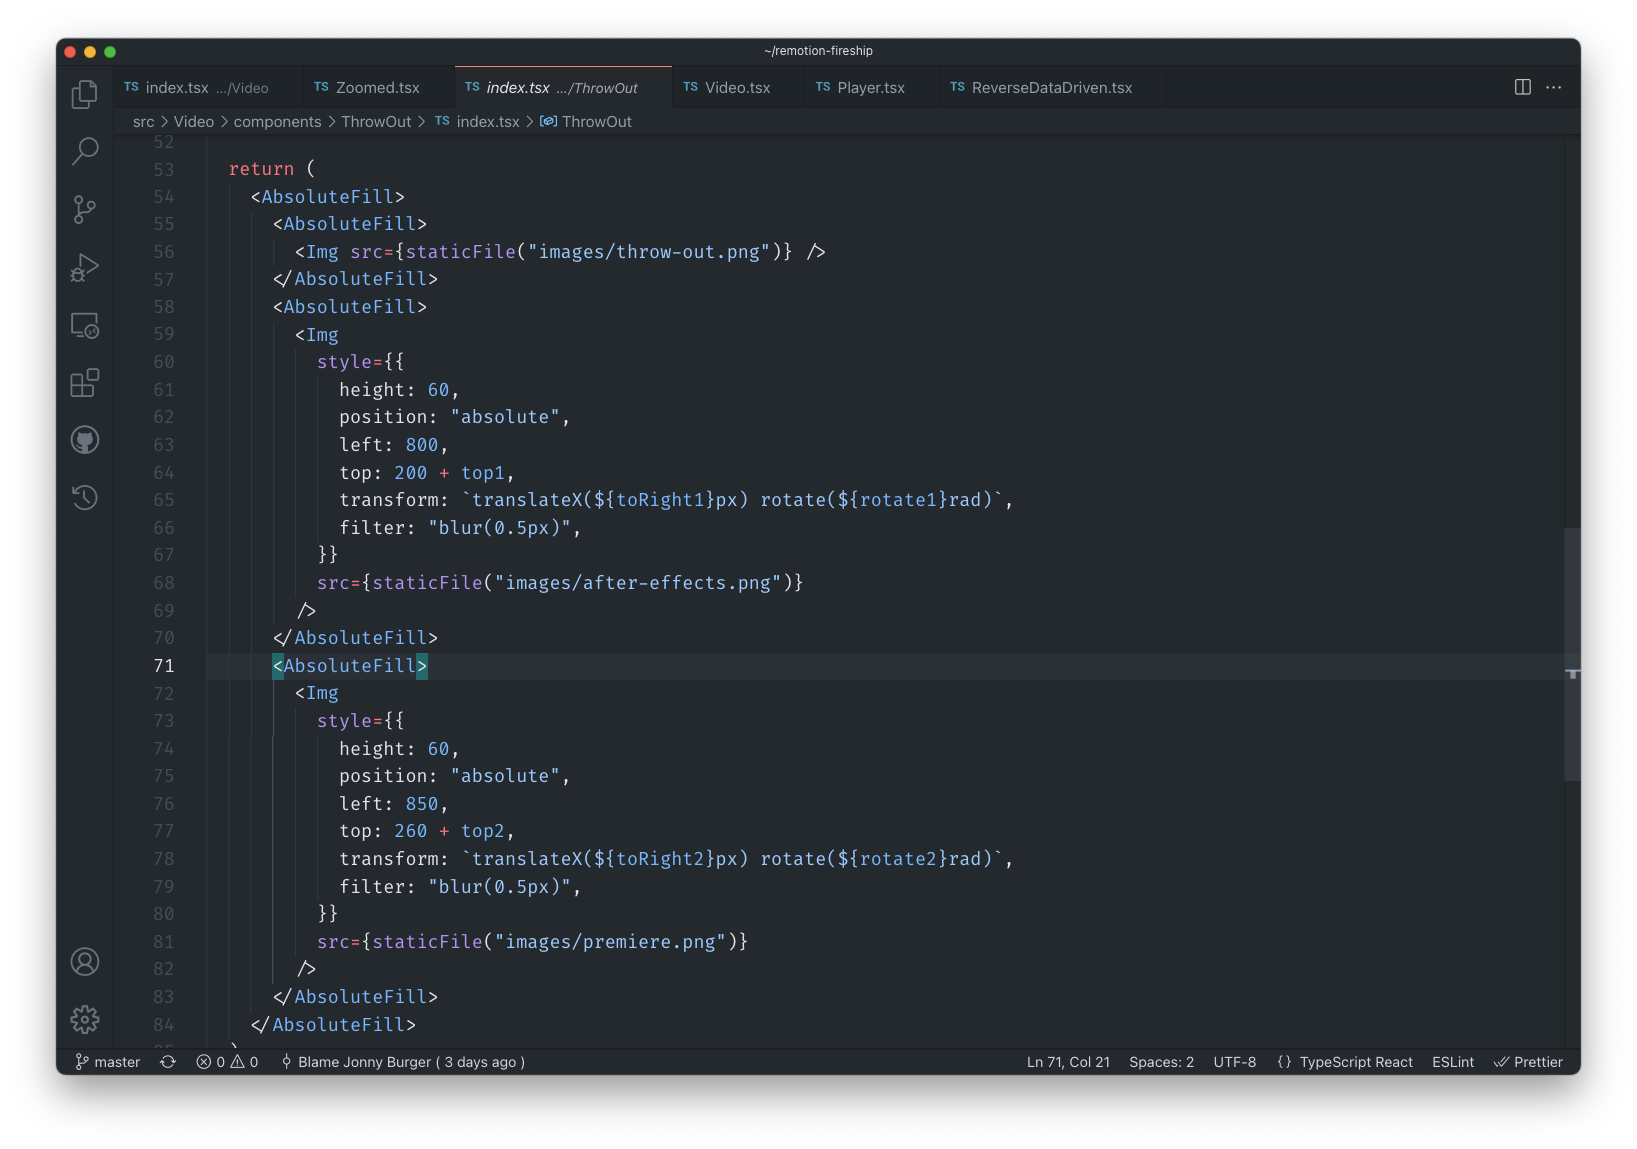 ~/remotion-fireship
TS index.tsx .../Video TS Zoomed.tsx TS index.tsx .../ThrowOut TS Video.tsx TS Player.tsx TS ReverseDataDriven.tsx
src > Video > components > ThrowOut > TS index.tsx > ThrowOut
52
53 return (
54 <AbsoluteFill>
55 <AbsoluteFill>
56 <Img src={staticFile("images/throw-out.png")} />
57 </AbsoluteFill>
58 <AbsoluteFill>
59 <Img
60 style={{
61 height: 60,
62 position: "absolute",
63 left: 800,
64 top: 200 + top1,
65 transform: `translateX(${toRight1}px) rotate(${rotate1}rad)`,
66 filter: "blur(0.5px)",
67 }}
68 src={staticFile("images/after-effects.png")}
69 />
70 </AbsoluteFill>
71 <AbsoluteFill>
72 <Img
73 style={{
74 height: 60,
75 position: "absolute",
76 left: 850,
77 top: 260 + top2,
78 transform: `translateX(${toRight2}px) rotate(${rotate2}rad)`,
79 filter: "blur(0.5px)",
80 }}
81 src={staticFile("images/premiere.png")}
82 />
83 </AbsoluteFill>
84 </AbsoluteFill>
master 0 0 Blame Jonny Burger ( 3 days ago ) Ln 71, Col 21 Spaces: 2 UTF-8 {} TypeScript React ESLint Prettier